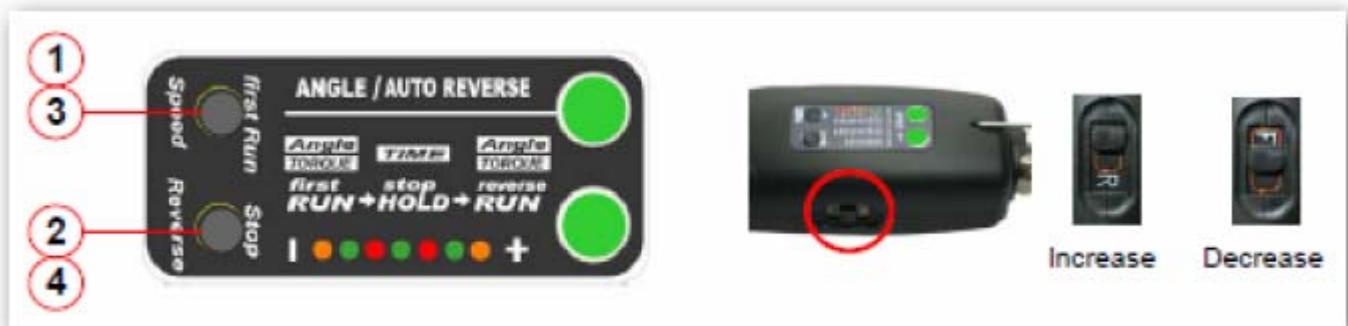 1
3
2
4
Speed
first Run
Reverse
Stop
ANGLE / AUTO REVERSE
Angle
TORQUE
TIME
Angle
TORQUE
first
RUN
stop
HOLD
reverse
RUN
− +
R
F
Increase
Decrease